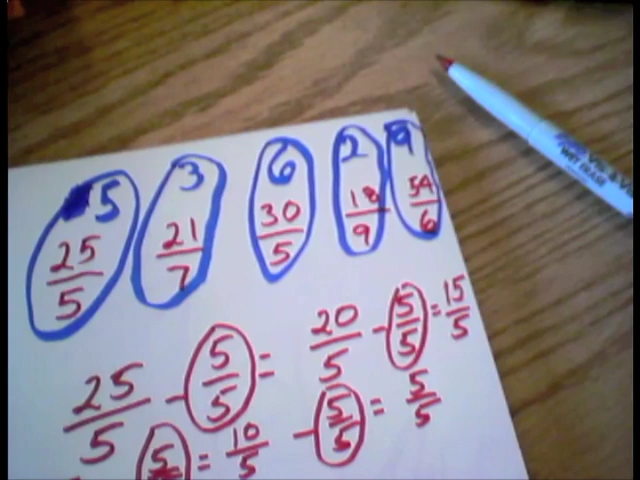 5 3 6 2 9
25/5 21/7 30/5 18/9 54/6
25/5 - 5/5 = 20/5 - 5/5 = 15/5
5 = 10/5 - 5/5 = 5/5